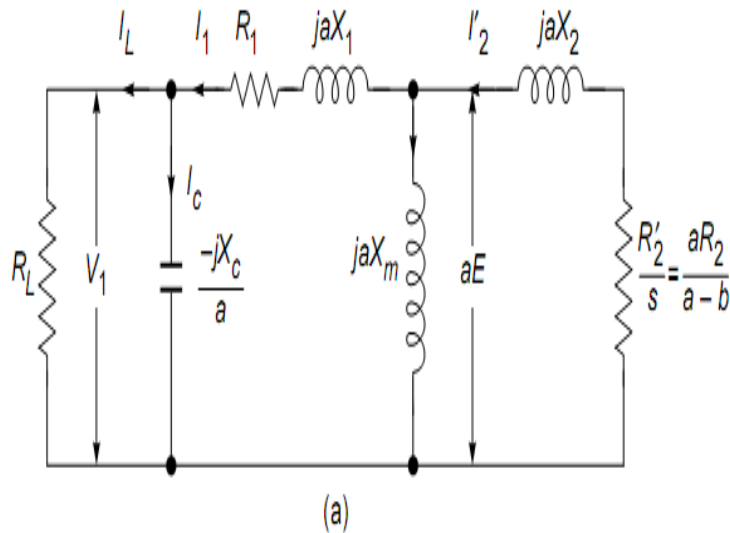 I_L I_1 R_1 jaX_1 I'_2 jaX_2
I_c
R_L V_1 -jX_c/a jaX_m aE R'_2/s = aR_2/(a – b)
(a)